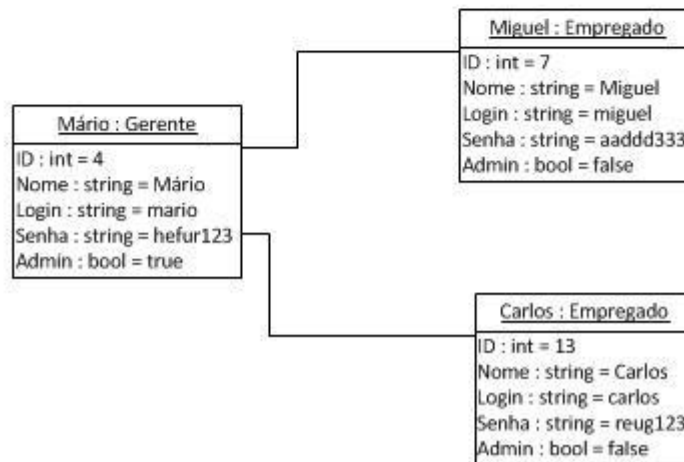 Miguel : Empregado
ID : int = 7
Nome : string = Miguel
Login : string = miguel
Senha : string = aaddd333
Admin : bool = false
Mário : Gerente
ID : int = 4
Nome : string = Mário
Login : string = mario
Senha : string = hefur123
Admin : bool = true
Carlos : Empregado
ID : int = 13
Nome : string = Carlos
Login : string = carlos
Senha : string = reug123
Admin : bool = false